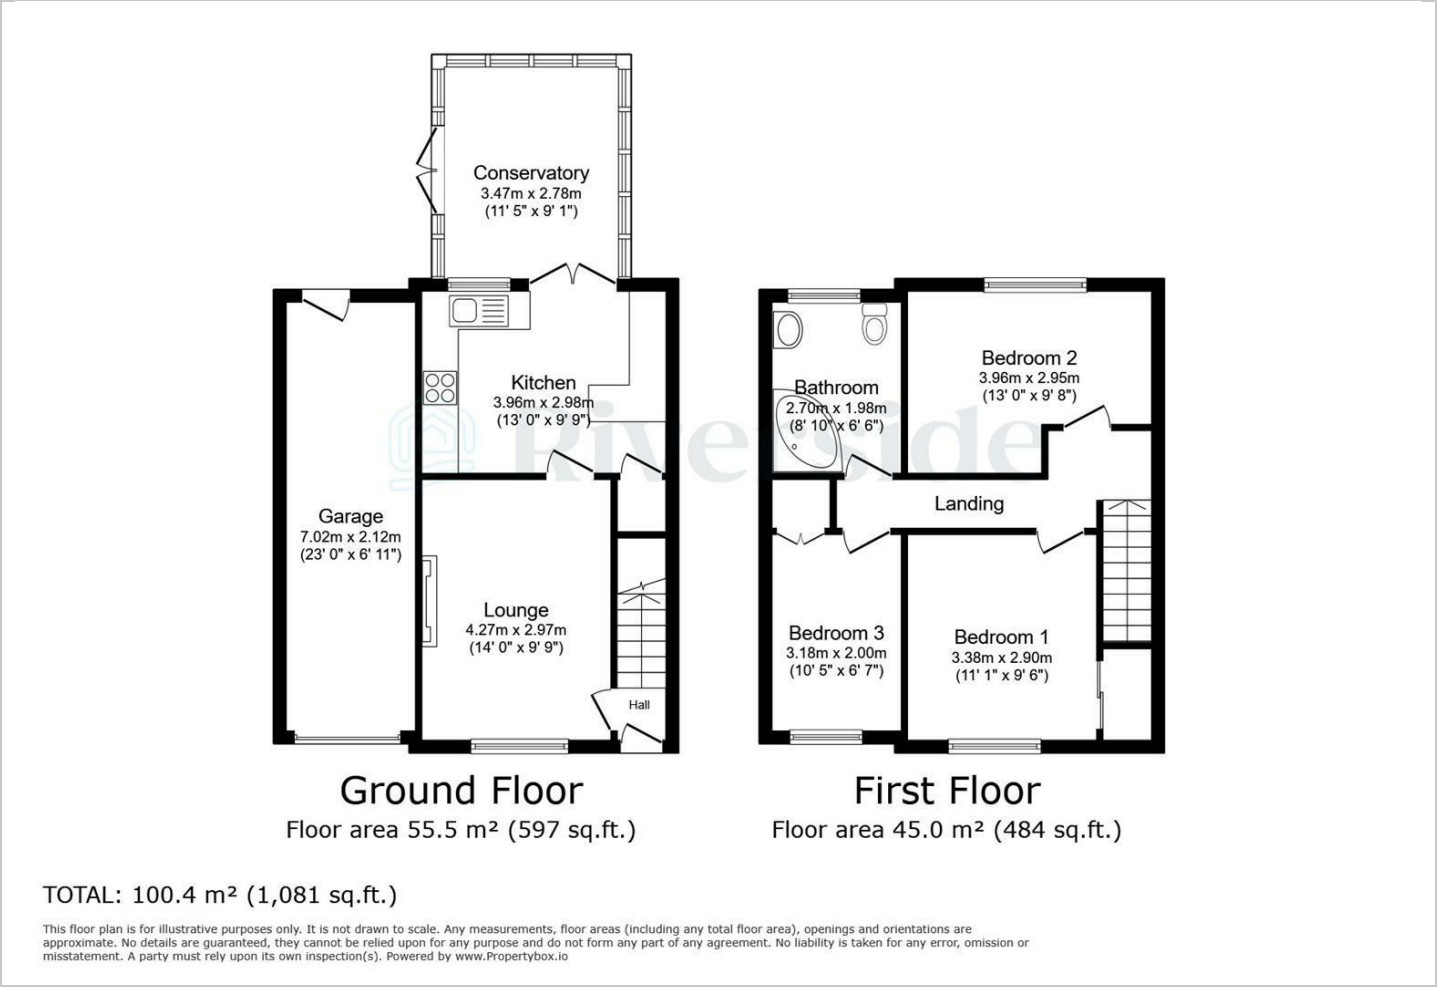 Conservatory
3.47m x 2.78m
(11' 5" x 9' 1")
Kitchen
3.96m x 2.98m
(13' 0" x 9' 9")
Garage
7.02m x 2.12m
(23' 0" x 6' 11")
Lounge
4.27m x 2.97m
(14' 0" x 9' 9")
Hall
Ground Floor
Floor area 55.5 m² (597 sq.ft.)
Bathroom
2.70m x 1.98m
(8' 10" x 6' 6")
Bedroom 2
3.96m x 2.95m
(13' 0" x 9' 8")
Landing
Bedroom 3
3.18m x 2.00m
(10' 5" x 6' 7")
Bedroom 1
3.38m x 2.90m
(11' 1" x 9' 6")
First Floor
Floor area 45.0 m² (484 sq.ft.)
Riverside
TOTAL: 100.4 m² (1,081 sq.ft.)
This floor plan is for illustrative purposes only. It is not drawn to scale. Any measurements, floor areas (including any total floor area), openings and orientations are
approximate. No details are guaranteed, they cannot be relied upon for any purpose and do not form any part of any agreement. No liability is taken for any error, omission or
misstatement. A party must rely upon its own inspection(s). Powered by www.Propertybox.io